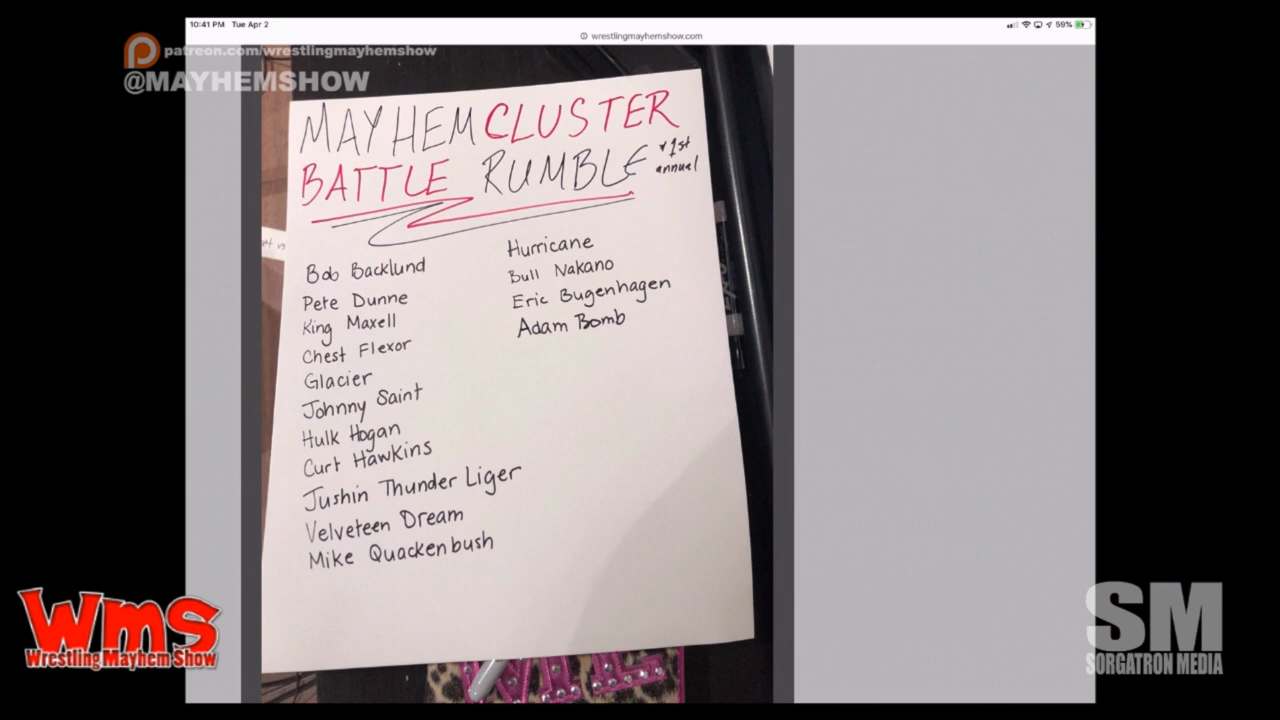 10:41 PM Tue Apr 2
59%
wrestlingmayhemshow.com
patreon.com/wrestlingmayhemshow
@MAYHEMSHOW
MAYHEM CLUSTER
BATTLE RUMBLE
*1st
annual
Bob Backlund
Pete Dunne
King Maxell
Chest Flexor
Glacier
Johnny Saint
Hulk Hogan
Curt Hawkins
Jushin Thunder Liger
Velveteen Dream
Mike Quackenbush
Hurricane
Bull Nakano
Eric Bugenhagen
Adam Bomb
WMS
Wrestling Mayhem Show
SM
SORGATRON MEDIA